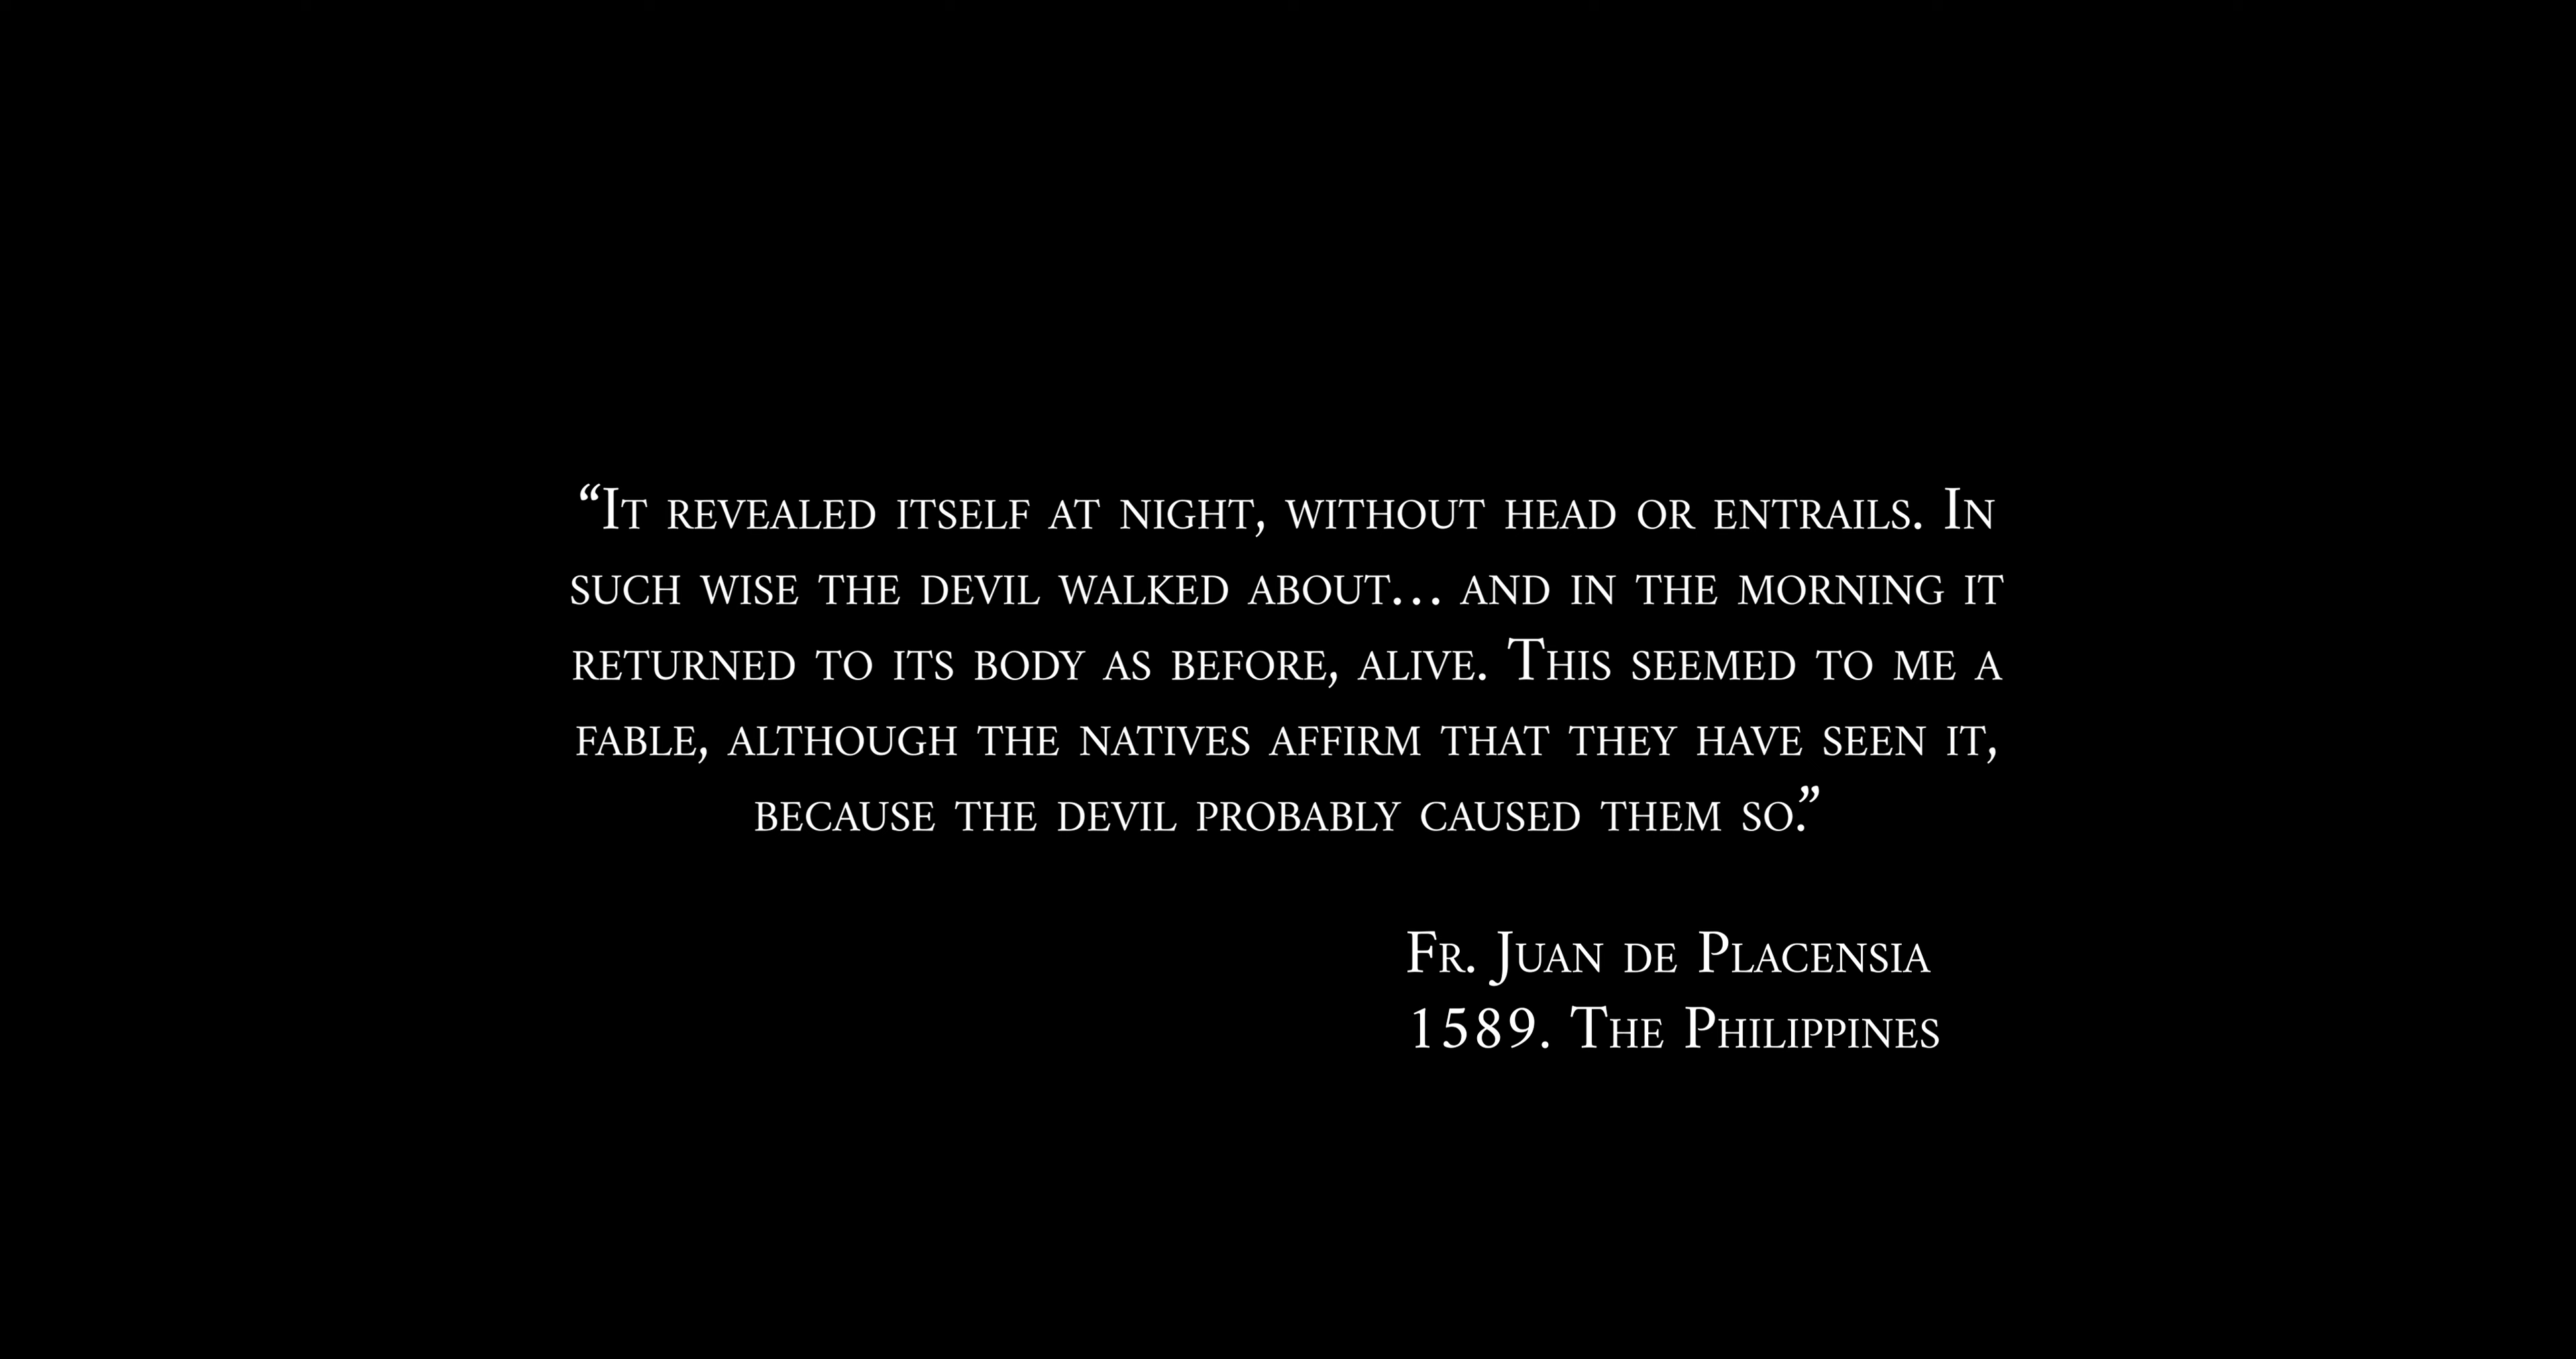 “It revealed itself at night, without head or entrails. In
such wise the devil walked about... and in the morning it
returned to its body as before, alive. This seemed to me a
fable, although the natives affirm that they have seen it,
because the devil probably caused them so.”
Fr. Juan de Placensia
1589. The Philippines